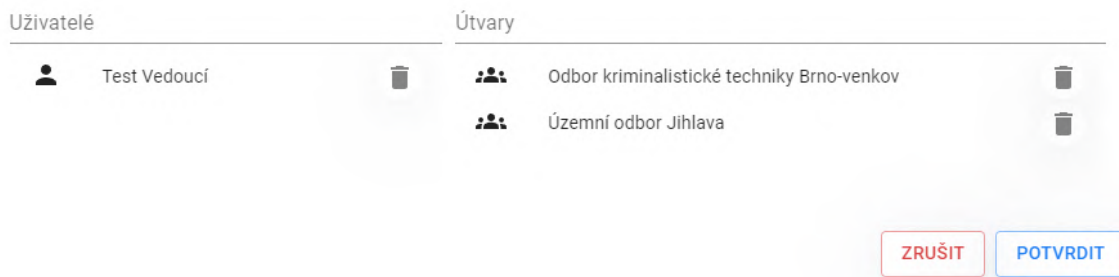 Uživatelé
Útvary
Test Vedoucí
Odbor kriminalistické techniky Brno-venkov
Územní odbor Jihlava
ZRUŠIT
POTVRDIT